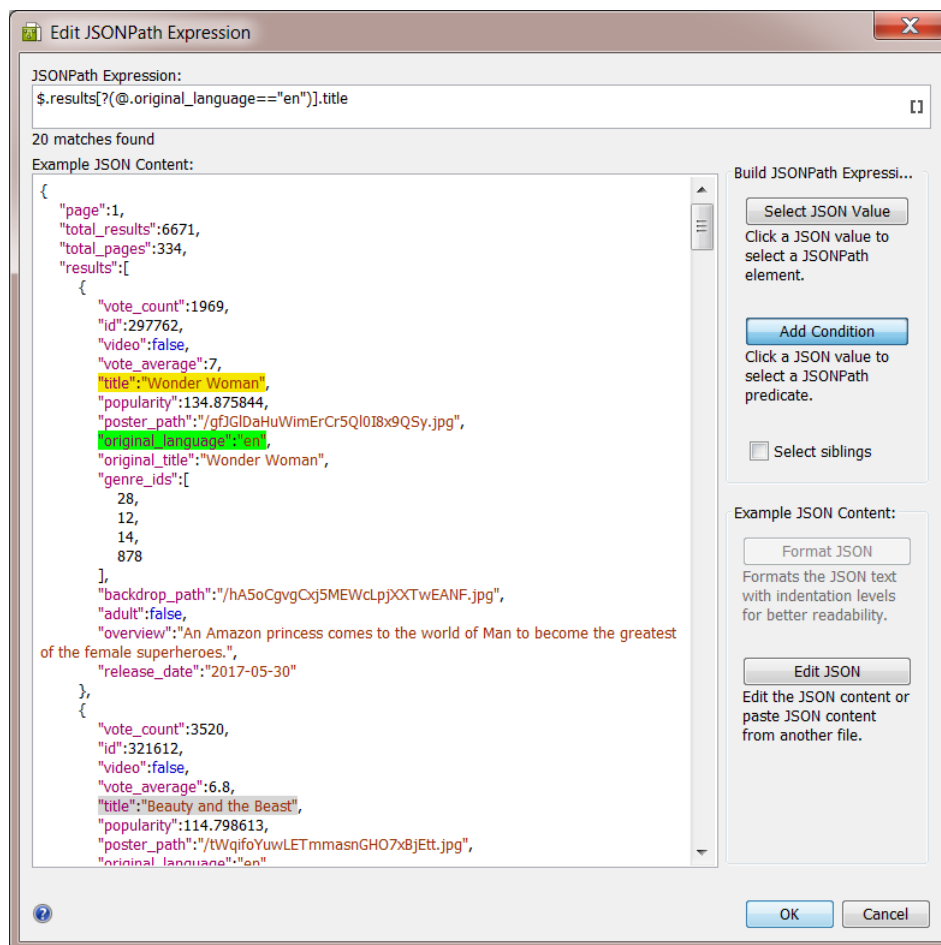 Edit JSONPath Expression
JSONPath Expression:
$.results[?(@.original_language=="en")].title
20 matches found
Example JSON Content:
{
"page":1,
"total_results":6671,
"total_pages":334,
"results":[
{
"vote_count":1969,
"id":297762,
"video":false,
"vote_average":7,
"title":"Wonder Woman",
"popularity":134.875844,
"poster_path":"/gfJGlDaHuWimErCr5Ql0I8x9QSy.jpg",
"original_language":"en",
"original_title":"Wonder Woman",
"genre_ids":[
28,
12,
14,
878
],
"backdrop_path":"/hA5oCgvgCxj5MEWcLpjXXTwEANF.jpg",
"adult":false,
"overview":"An Amazon princess comes to the world of Man to become the greatest
of the female superheroes.",
"release_date":"2017-05-30"
},
{
"vote_count":3520,
"id":321612,
"video":false,
"vote_average":6.8,
"title":"Beauty and the Beast",
"popularity":114.798613,
"poster_path":"/tWqifoYuwLETmmasnGHO7xBjEtt.jpg",
"original_language":"en"
Build JSONPath Expressi...
Select JSON Value
Click a JSON value to
select a JSONPath
element.
Add Condition
Click a JSON value to
select a JSONPath
predicate.
Select siblings
Example JSON Content:
Format JSON
Formats the JSON text
with indentation levels
for better readability.
Edit JSON
Edit the JSON content or
paste JSON content
from another file.
OK
Cancel